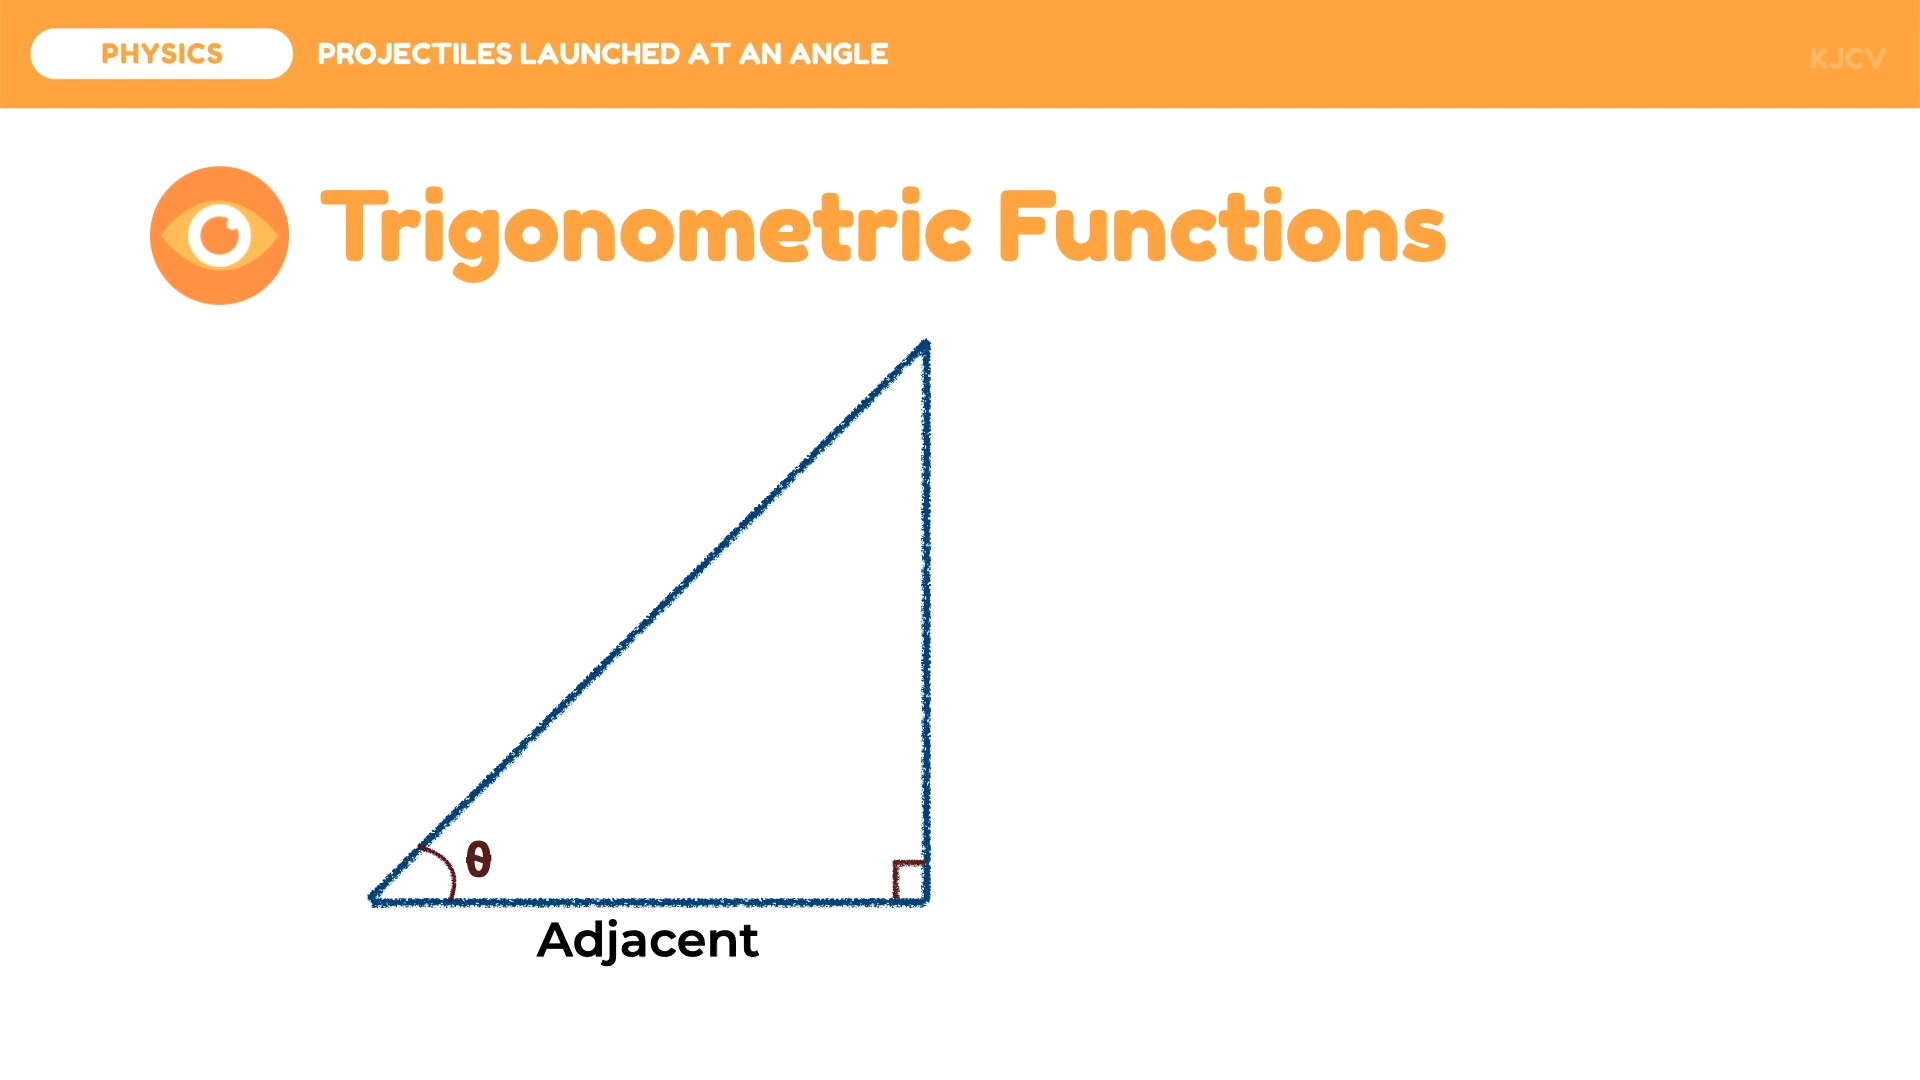 PHYSICS
PROJECTILES LAUNCHED AT AN ANGLE
KJCV
Trigonometric Functions
θ
Adjacent